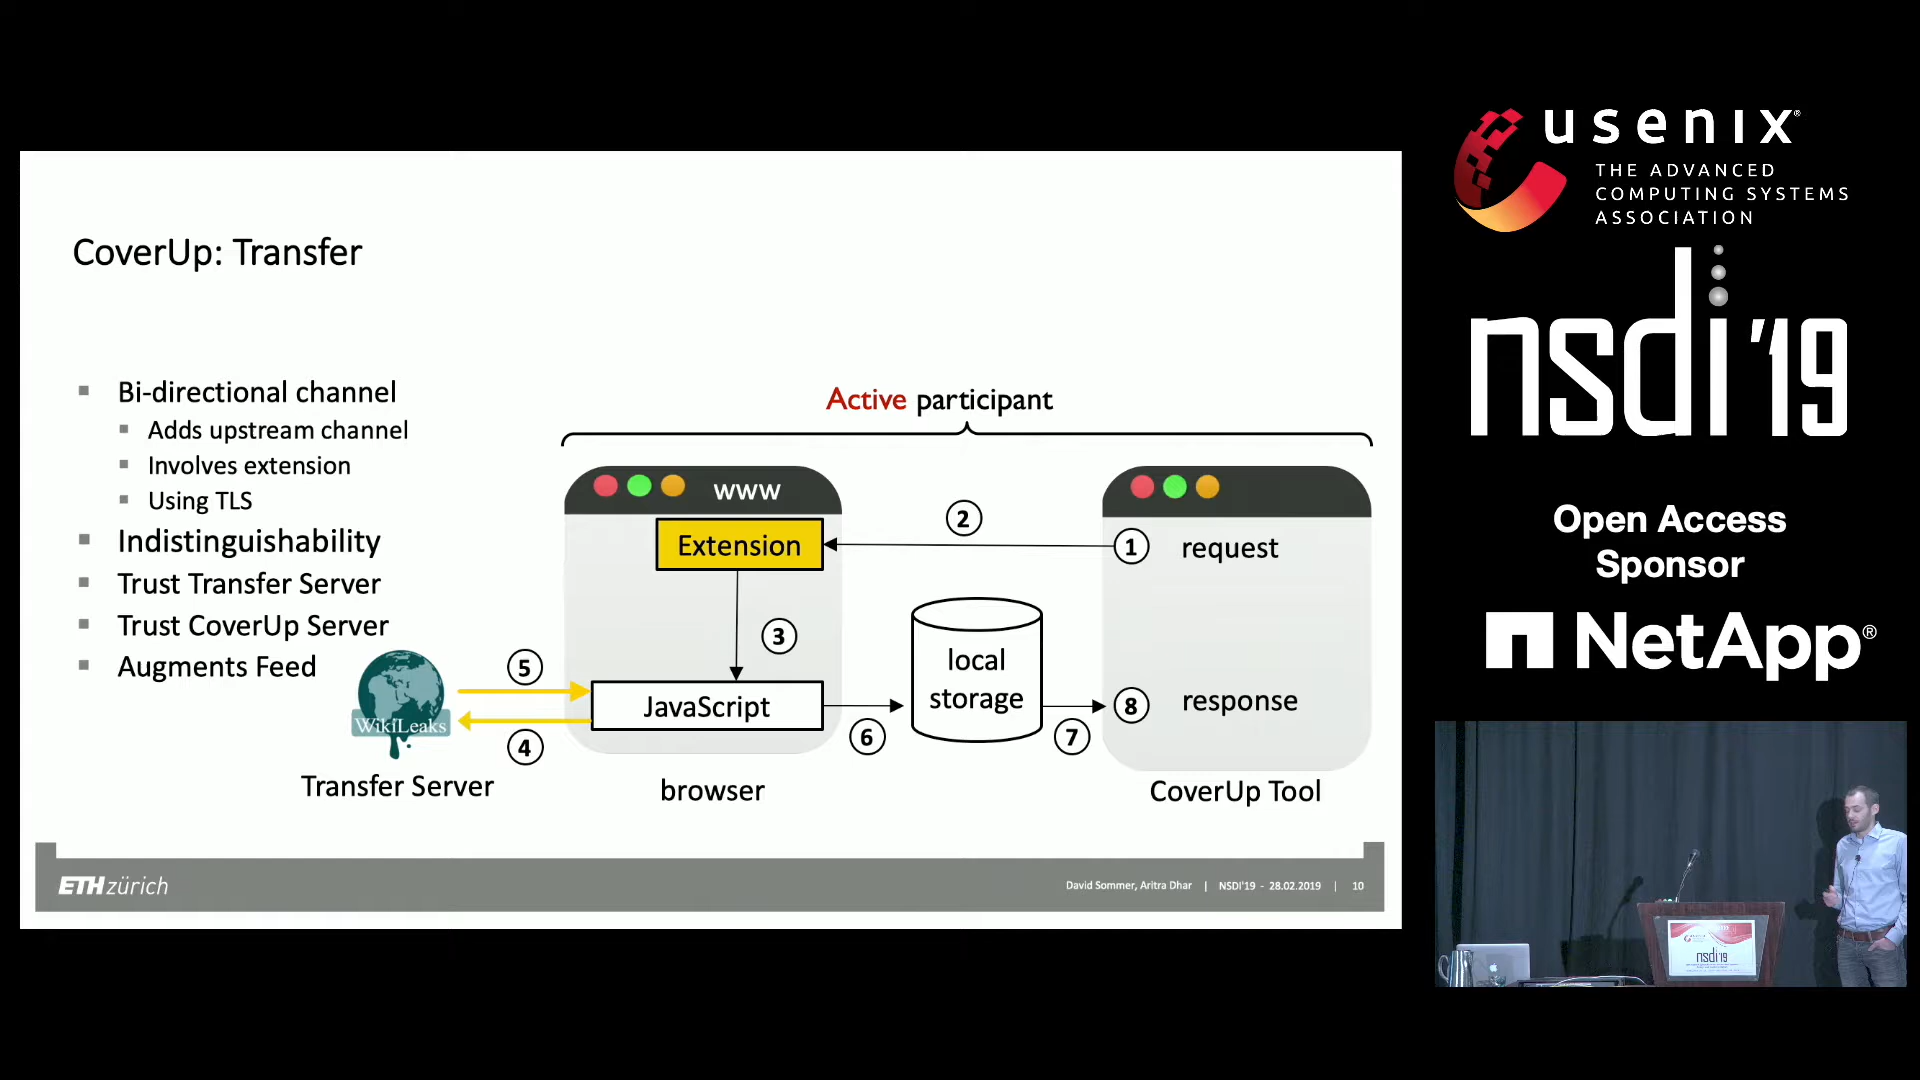 CoverUp: Transfer
Bi-directional channel
Adds upstream channel
Involves extension
Using TLS
Indistinguishability
Trust Transfer Server
Trust CoverUp Server
Augments Feed
Active participant
www
Extension
2
1
request
3
local
storage
5
JavaScript
8
response
WikiLeaks
4
6
7
Transfer Server
browser
CoverUp Tool
ETH zürich
David Sommer, Aritra Dhar | NSDI'19 - 28.02.2019 | 10
usenix®
THE ADVANCED
COMPUTING SYSTEMS
ASSOCIATION
nsdi '19
Open Access
Sponsor
NetApp®
nsdi'19